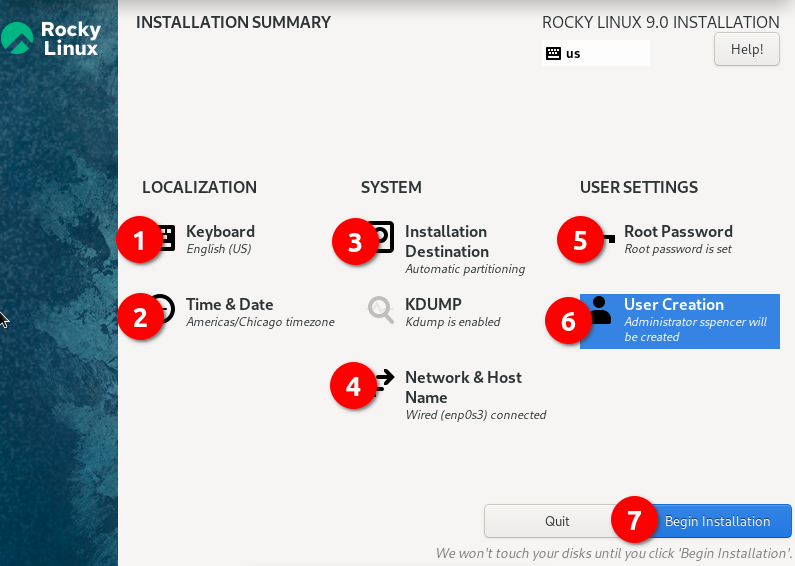 Rocky
Linux
INSTALLATION SUMMARY
ROCKY LINUX 9.0 INSTALLATION
us
Help!
LOCALIZATION
1
Keyboard
English (US)
2
Time & Date
Americas/Chicago timezone
SYSTEM
3
Installation
Destination
Automatic partitioning
KDUMP
Kdump is enabled
4
Network & Host
Name
Wired (enp0s3) connected
USER SETTINGS
5
Root Password
Root password is set
6
User Creation
Administrator sspencer will
be created
Quit
7
Begin Installation
We won't touch your disks until you click 'Begin Installation'.